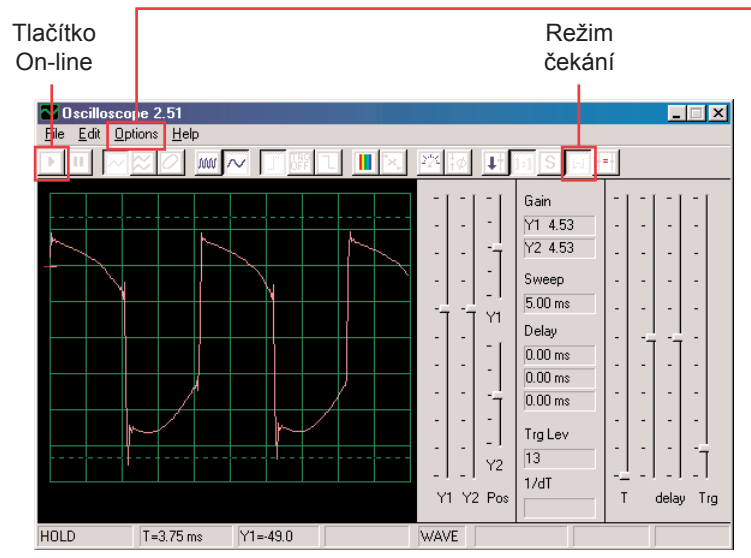 Tlačítko
On-line
Režim
čekání
Oscilloscope 2.51
File Edit Options Help
TRG
OFF
S
Gain
Y1 4.53
Y2 4.53
Sweep
5.00 ms
Y1
Delay
0.00 ms
0.00 ms
0.00 ms
Trg Lev
13
Y2
1/dT
Y1 Y2 Pos
T delay Trg
HOLD T=3.75 ms Y1=-49.0 WAVE